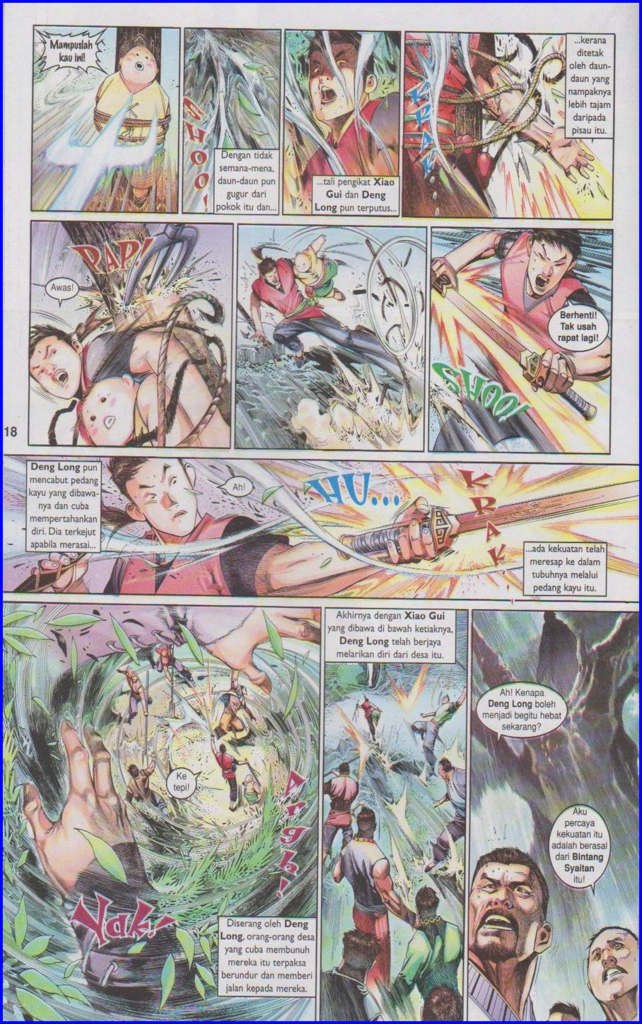 Mampuslah
kau ini!
SHOO!
Dengan tidak
semana-mena,
daun-daun pun
gugur dari
pokok itu dan...
...tali pengikat Xiao
Gui dan Deng
Long pun terputus...
KRAK
...kerana
ditetak
oleh daun-
daun yang
nampaknya
lebih tajam
daripada
pisau itu.
PAP!
Awas!
Berhenti!
Tak usah
rapat lagi!
SHOO!
18
Deng Long pun
mencabut pedang
kayu yang dibawa-
nya dan cuba
mempertahankan
diri. Dia terkejut
apabila merasai...
Ah!
HU...
KRAK
...ada kekuatan telah
meresap ke dalam
tubuhnya melalui
pedang kayu itu.
Ke
tepi!
Argh!
Yak!
Diserang oleh Deng
Long, orang-orang desa
yang cuba membunuh
mereka itu terpaksa
berundur dan memberi
jalan kepada mereka.
Akhirnya dengan Xiao Gui
yang dibawa di bawah ketiaknya,
Deng Long telah berjaya
melarikan diri dari desa itu.
Ah! Kenapa
Deng Long boleh
menjadi begitu hebat
sekarang?
Aku
percaya
kekuatan itu
adalah berasal
dari Bintang
Syaitan
itu!